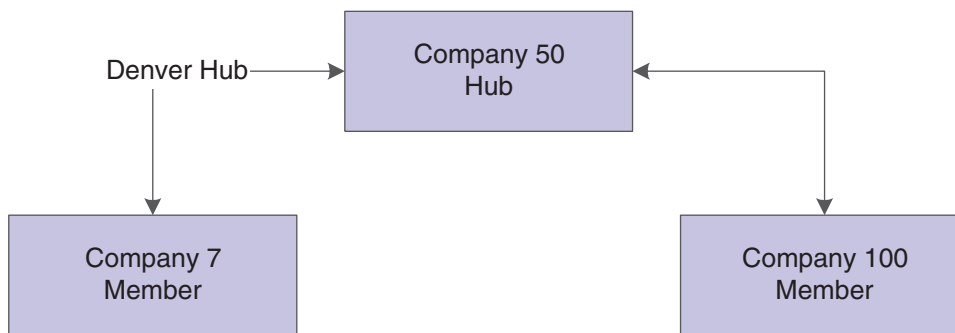 Company 50
Hub
Denver Hub
Company 7
Member
Company 100
Member